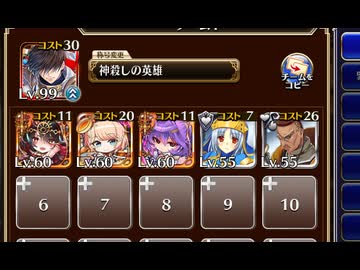 コスト30
称号変更
神殺しの英雄
チームを
コピー
Lv.99
コスト11
コスト20
コスト11
コスト7
コスト26
Lv.60
Lv.60
Lv.60
Lv.55
Lv.55
6
7
8
9
10